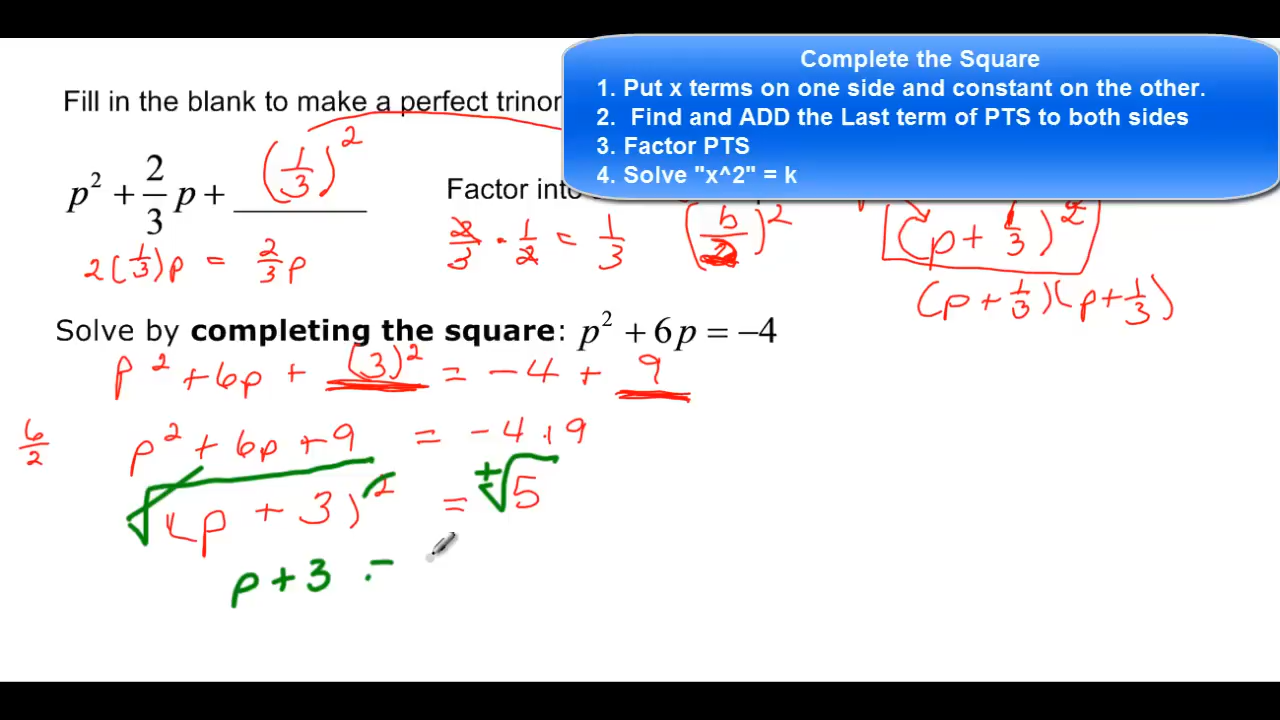 Complete the Square
1. Put x terms on one side and constant on the other.
2. Find and ADD the Last term of PTS to both sides
3. Factor PTS
4. Solve "x^2" = k
Fill in the blank to make a perfect trinor
p² + 2/3 p + (1/3)²
2(1/3)p = 2/3 p
Factor into
2/3 · 1/2 = 1/3 (b/2)²
(p + 1/3)²
(p + 1/3)(p + 1/3)
Solve by completing the square: p² + 6p = −4
p² + 6p + (3)² = −4 + 9
6/2
p² + 6p + 9 = −4 + 9
√(p + 3)² = ±√5
p + 3 =